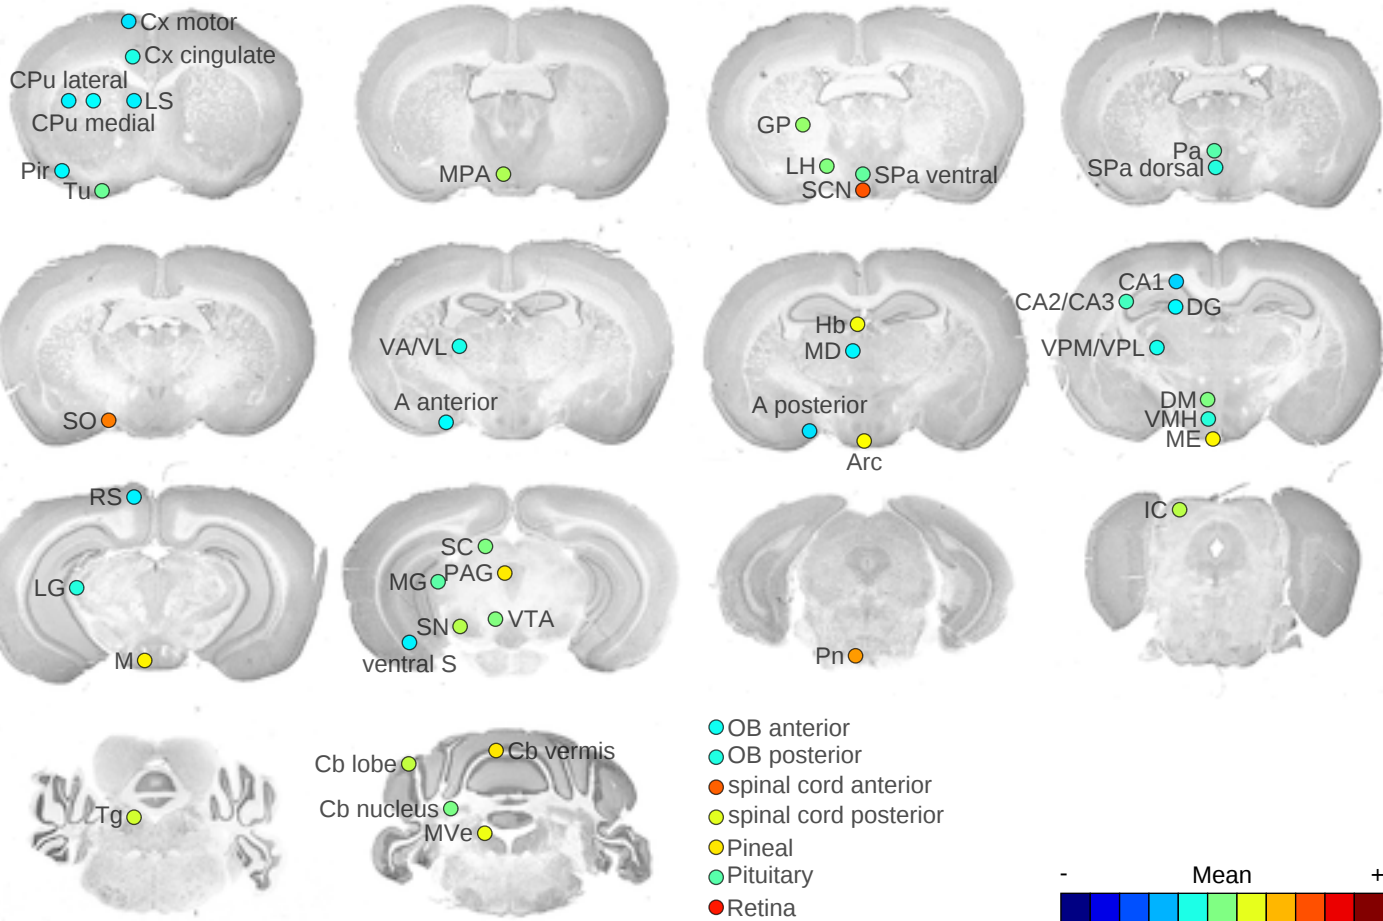 Cx motor
Cx cingulate
CPu lateral
LS
CPu medial
Pir
Tu
MPA
GP
LH
SPa ventral
SCN
Pa
SPa dorsal
SO
VA/VL
A anterior
Hb
MD
A posterior
Arc
CA1
CA2/CA3
DG
VPM/VPL
DM
VMH
ME
RS
LG
M
SC
MG
PAG
SN
VTA
ventral S
Pn
IC
Tg
Cb lobe
Cb vermis
Cb nucleus
MVe
OB anterior
OB posterior
spinal cord anterior
spinal cord posterior
Pineal
Pituitary
Retina
- Mean +